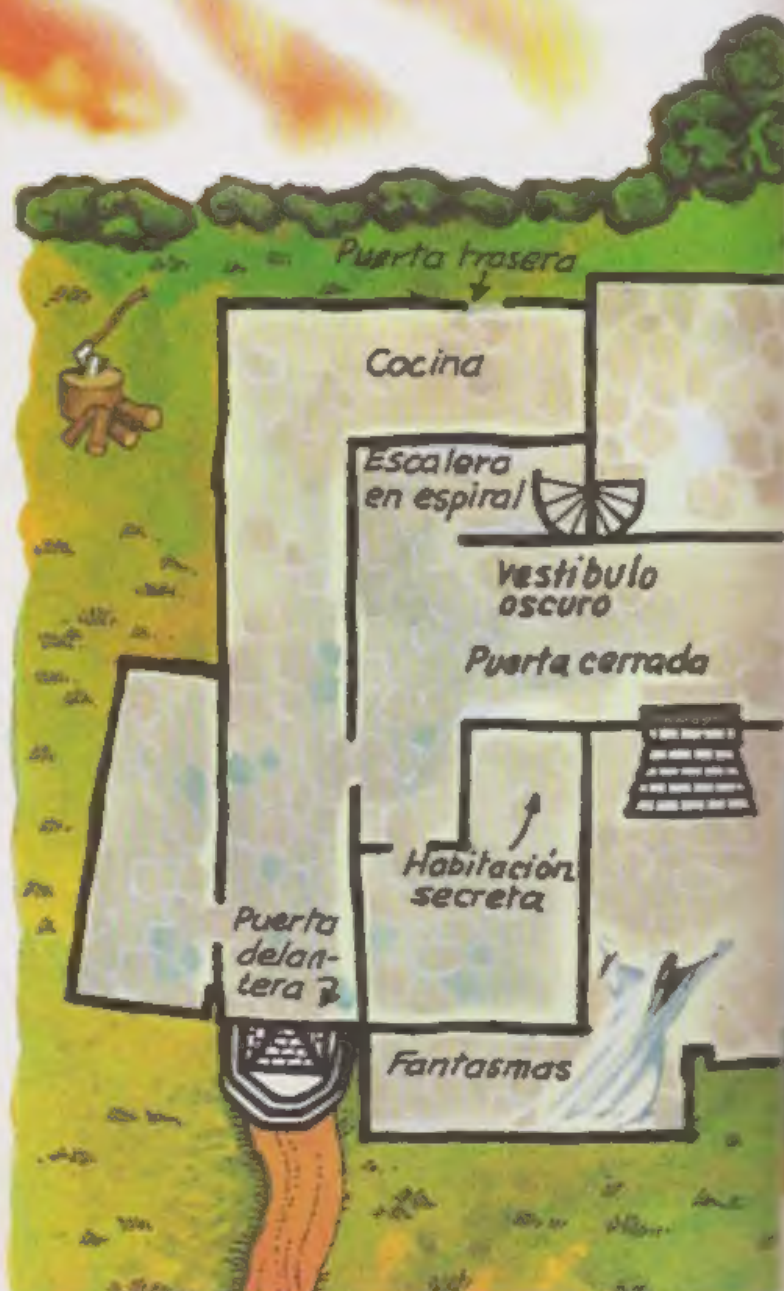 Puerta trasera
Cocina
Escalera
en espiral
Vestíbulo
oscuro
Puerta cerrada
Habitación
secreta
Puerta
delan-
tera
Fantasmas